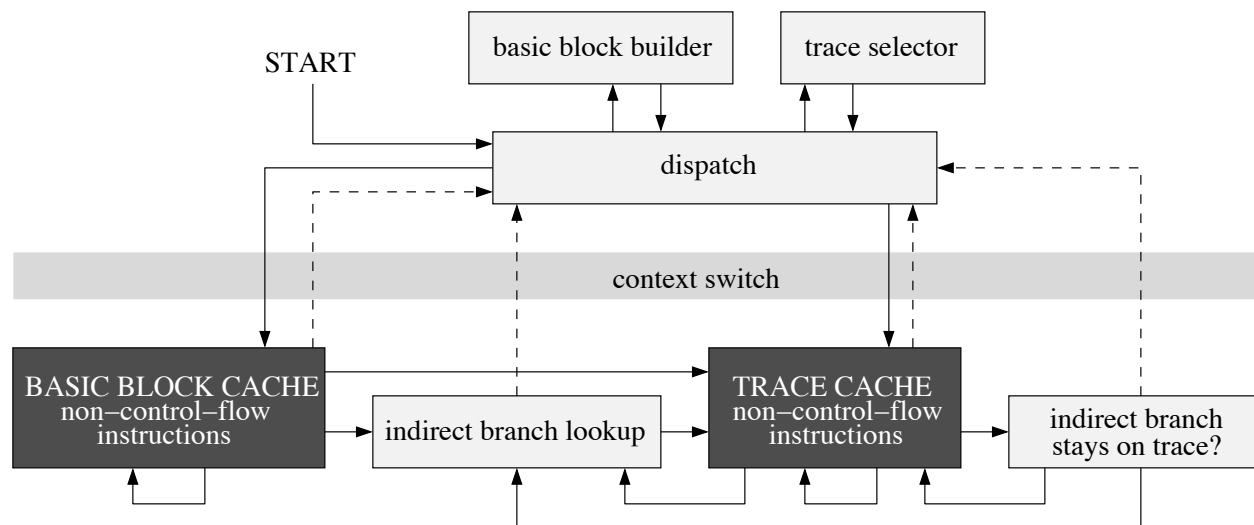 basic block builder
trace selector
START
dispatch
context switch
BASIC BLOCK CACHE
non−control−flow
instructions
indirect branch lookup
TRACE CACHE
non−control−flow
instructions
indirect branch
stays on trace?